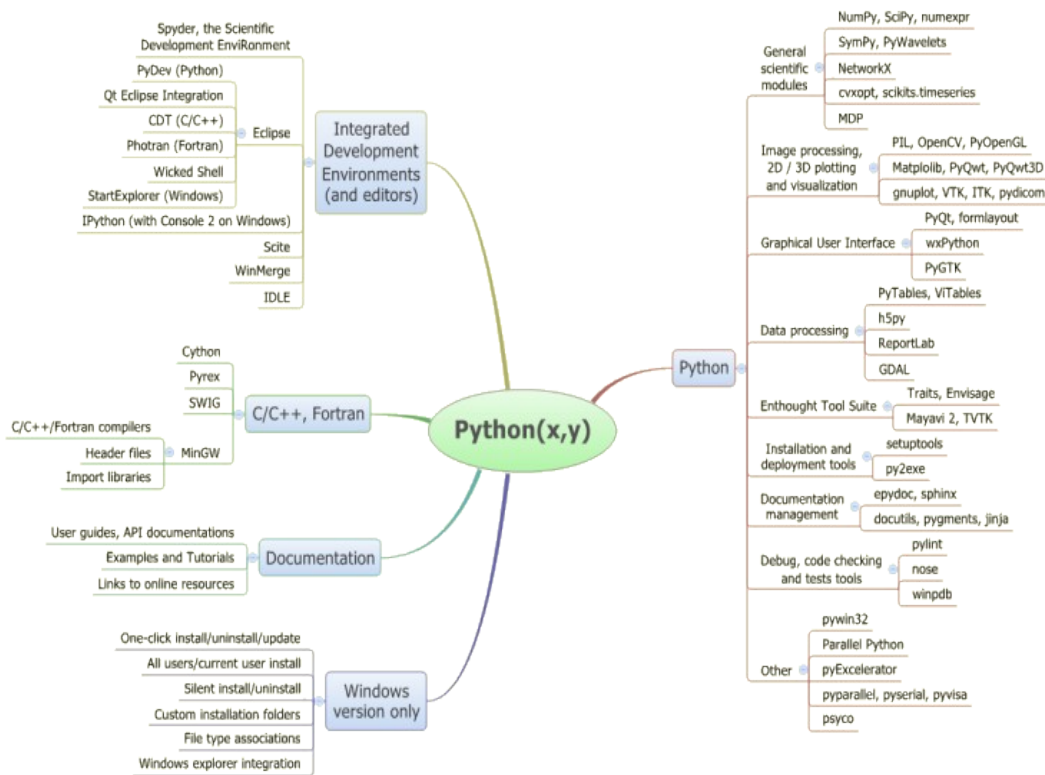 Python(x,y)
Integrated
Development
Environments
(and editors)
Spyder, the Scientific
Development EnviRonment
Eclipse
PyDev (Python)
Qt Eclipse Integration
CDT (C/C++)
Photran (Fortran)
Wicked Shell
StartExplorer (Windows)
IPython (with Console 2 on Windows)
Scite
WinMerge
IDLE
C/C++, Fortran
Cython
Pyrex
SWIG
MinGW
C/C++/Fortran compilers
Header files
Import libraries
Documentation
User guides, API documentations
Examples and Tutorials
Links to online resources
Windows
version only
One-click install/uninstall/update
All users/current user install
Silent install/uninstall
Custom installation folders
File type associations
Windows explorer integration
Python
General
scientific
modules
NumPy, SciPy, numexpr
SymPy, PyWavelets
NetworkX
cvxopt, scikits.timeseries
MDP
Image processing,
2D / 3D plotting
and visualization
PIL, OpenCV, PyOpenGL
Matplolib, PyQwt, PyQwt3D
gnuplot, VTK, ITK, pydicom
Graphical User Interface
PyQt, formlayout
wxPython
PyGTK
Data processing
PyTables, ViTables
h5py
ReportLab
GDAL
Enthought Tool Suite
Traits, Envisage
Mayavi 2, TVTK
Installation and
deployment tools
setuptools
py2exe
Documentation
management
epydoc, sphinx
docutils, pygments, jinja
Debug, code checking
and tests tools
pylint
nose
winpdb
Other
pywin32
Parallel Python
pyExcelerator
pyparallel, pyserial, pyvisa
psyco